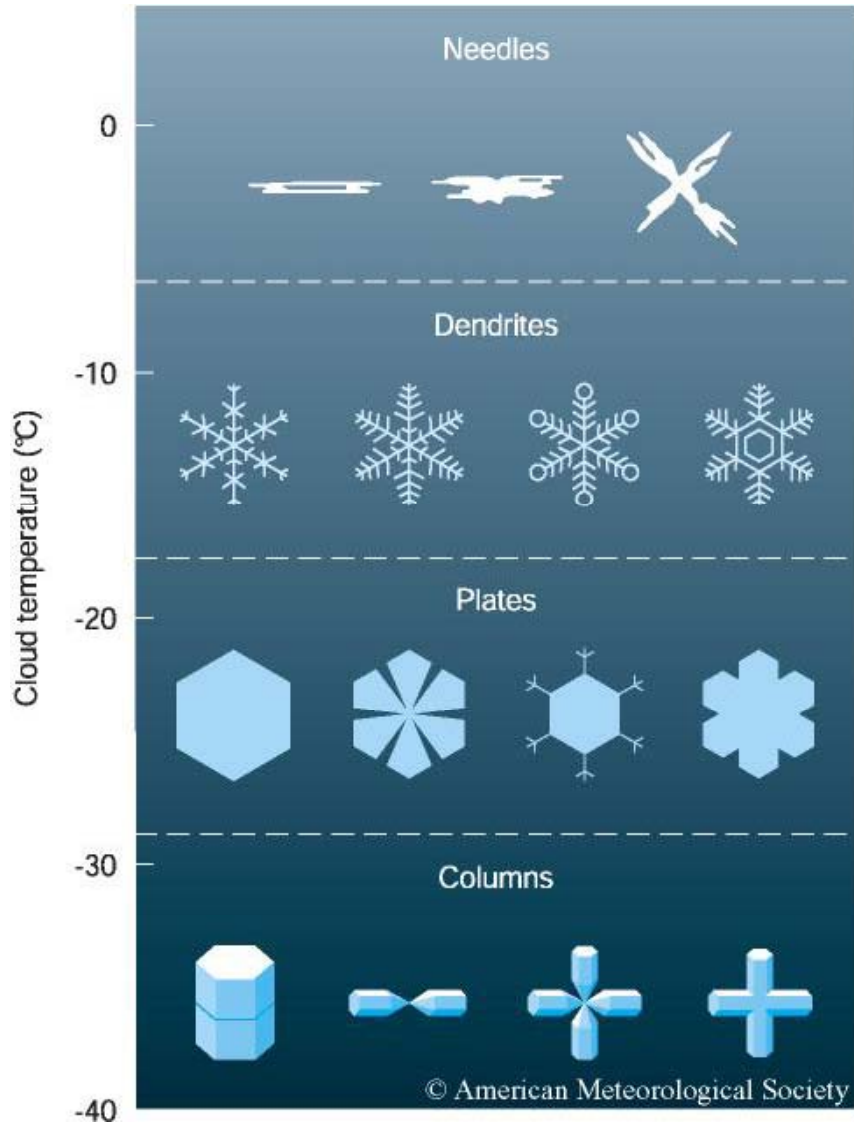 Needles
0
Dendrites
-10
Cloud temperature (°C)
Plates
-20
-30
Columns
© American Meteorological Society
-40